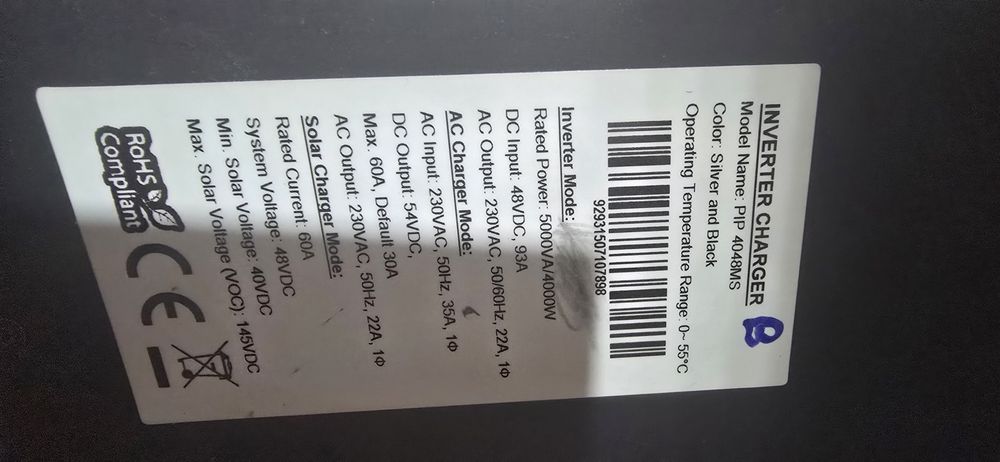 INVERTER CHARGER B
Model Name: PIP 4048MS
Color: Silver and Black
Operating Temperature Range: 0~ 55°C
92931507107898
Inverter Mode:
Rated Power: 5000VA/4000W
DC Input: 48VDC, 93A
AC Output: 230VAC, 50/60Hz, 22A, 1Φ
AC Charger Mode:
AC Input: 230VAC, 50Hz, 35A, 1Φ
DC Output: 54VDC,
Max. 60A, Default 30A
AC Output: 230VAC, 50Hz, 22A, 1Φ
Solar Charger Mode:
Rated Current: 60A
System Voltage: 48VDC
Min. Solar Voltage: 40VDC
Max. Solar Voltage (VOC): 145VDC
RoHS
Compliant
CE